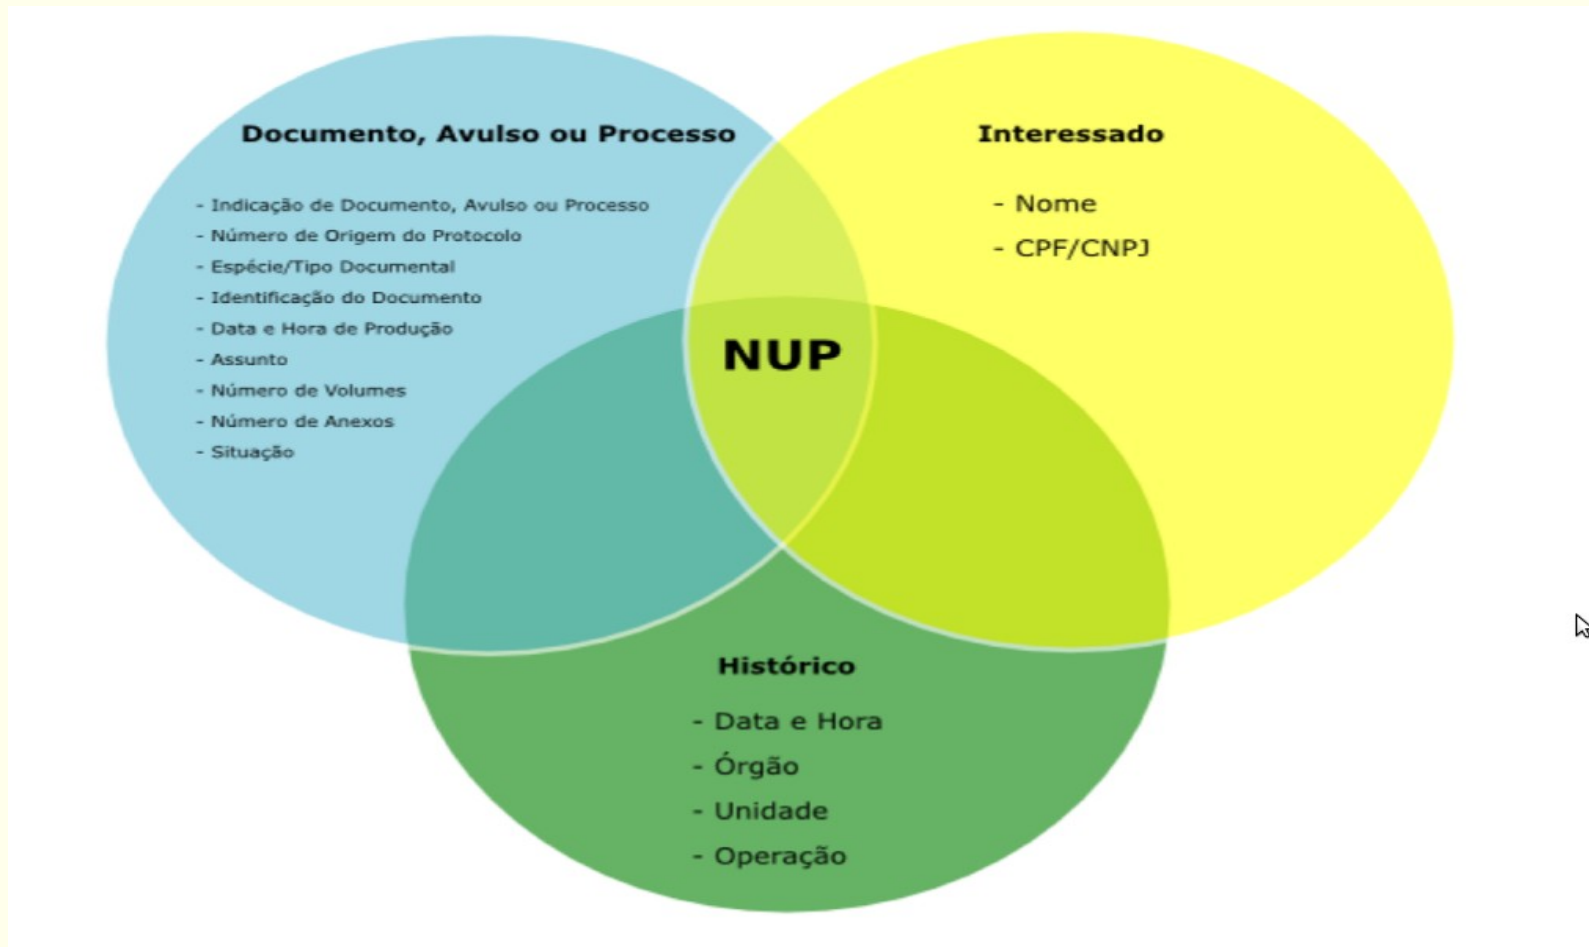 Documento, Avulso ou Processo
- Indicação de Documento, Avulso ou Processo
- Número de Origem do Protocolo
- Espécie/Tipo Documental
- Identificação do Documento
- Data e Hora de Produção
- Assunto
- Número de Volumes
- Número de Anexos
- Situação
Interessado
- Nome
- CPF/CNPJ
NUP
Histórico
- Data e Hora
- Órgão
- Unidade
- Operação